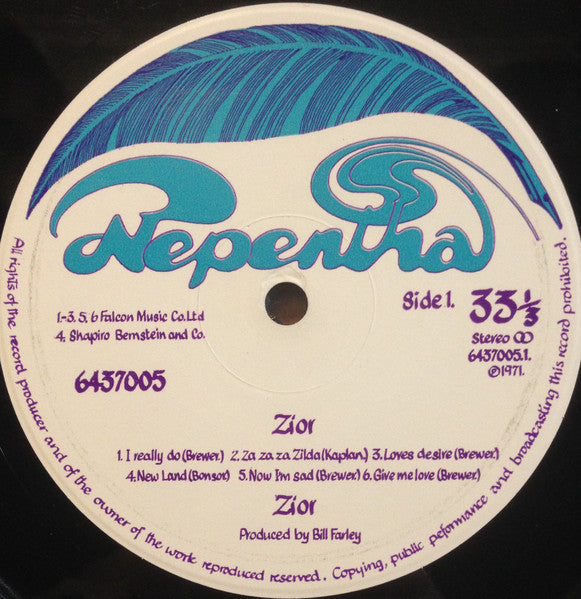 Nepentha
1.-3. 5. 6 Falcon Music Co. Ltd
4. Shapiro Bernstein and Co.
6437005
Side 1. 33⅓
Stereo
6437005.1.
©1971.
Zior
1. I really do (Brewer) 2. Za za za Zilda (Kaplan) 3. Loves desire (Brewer)
4. New Land (Bonsor) 5. Now I'm sad (Brewer) 6. Give me love (Brewer)
Zior
Produced by Bill Farley
All rights of the record producer and of the owner of the work reproduced reserved. Copying, public peformance and broadcasting this record prohibited.